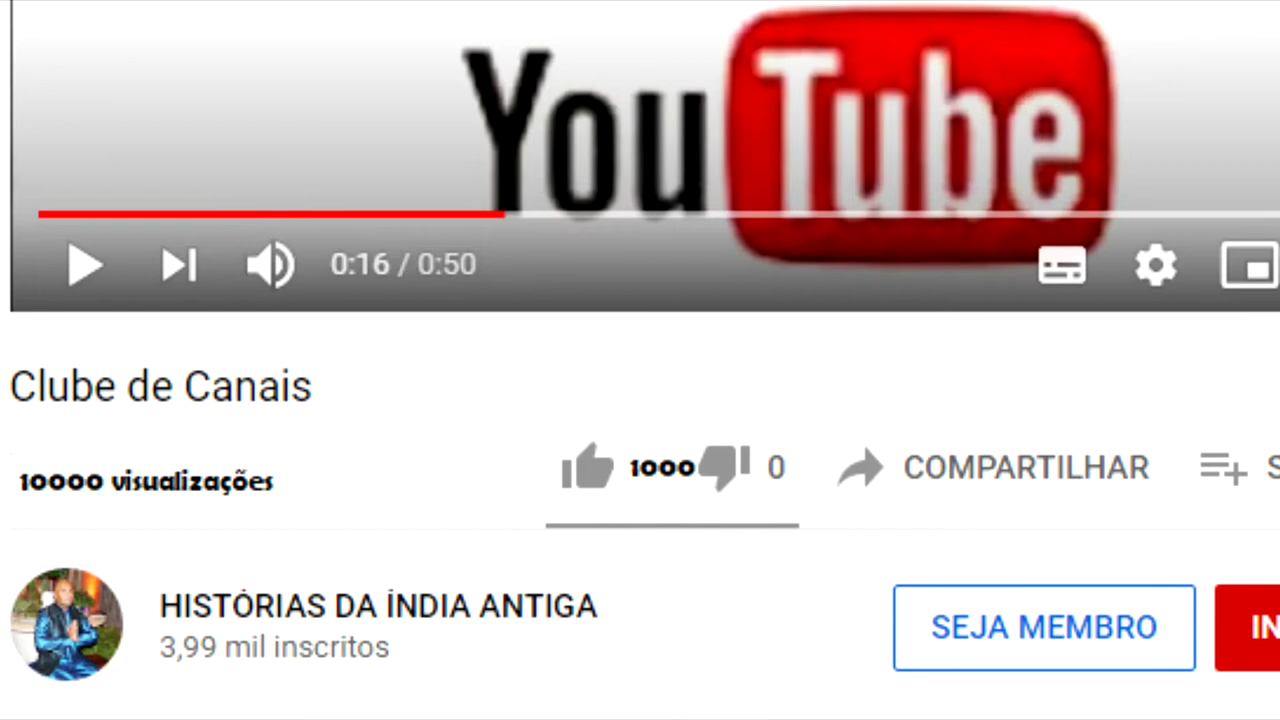 YouTube
0:16 / 0:50
Clube de Canais
10000 visualizações
1000 0 COMPARTILHAR S
HISTÓRIAS DA ÍNDIA ANTIGA
3,99 mil inscritos
SEJA MEMBRO IN